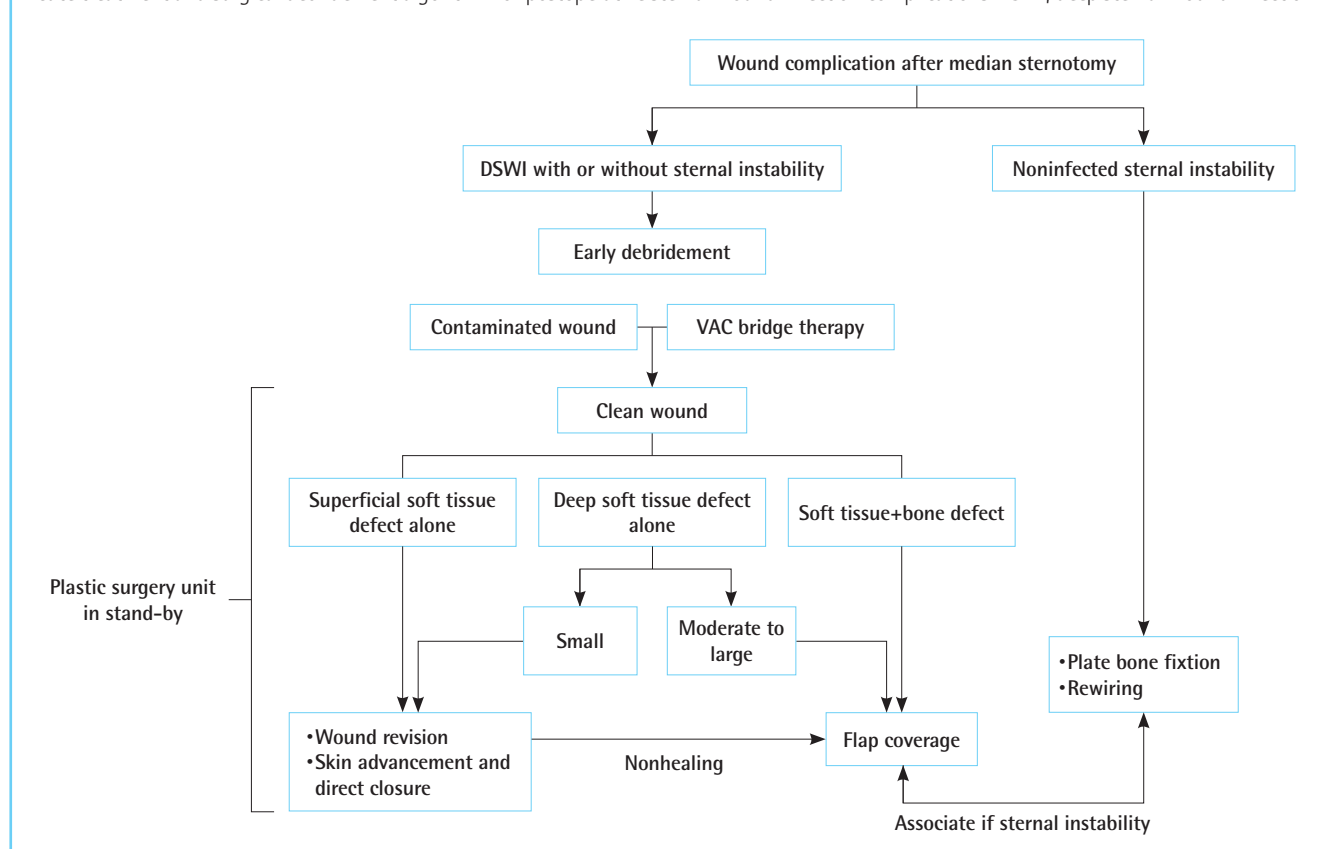 Wound complication after median sternotomy
DSWI with or without sternal instability
Noninfected sternal instability
Early debridement
Contaminated wound
VAC bridge therapy
Clean wound
Superficial soft tissue
defect alone
Deep soft tissue defect
alone
Soft tissue+bone defect
Plastic surgery unit
in stand-by
Small
Moderate to
large
•Plate bone fixtion
•Rewiring
•Wound revision
•Skin advancement and
direct closure
Nonhealing
Flap coverage
Associate if sternal instability